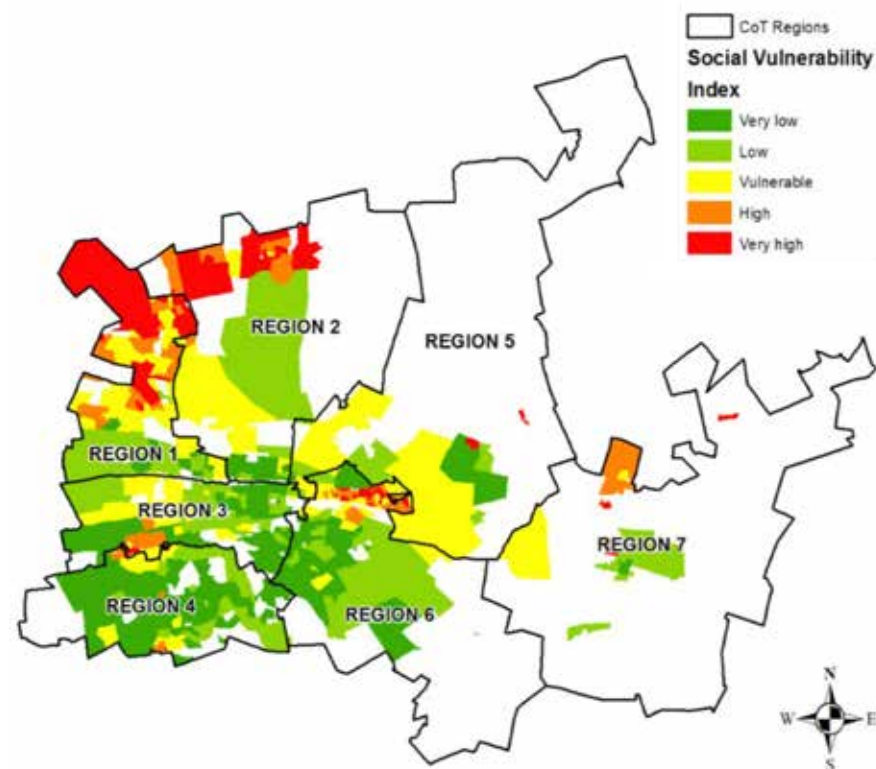 CoT Regions
Social Vulnerability
Index
Very low
Low
Vulnerable
High
Very high
REGION 2
REGION 5
REGION 1
REGION 3
REGION 7
REGION 4
REGION 6
N
W
E
S